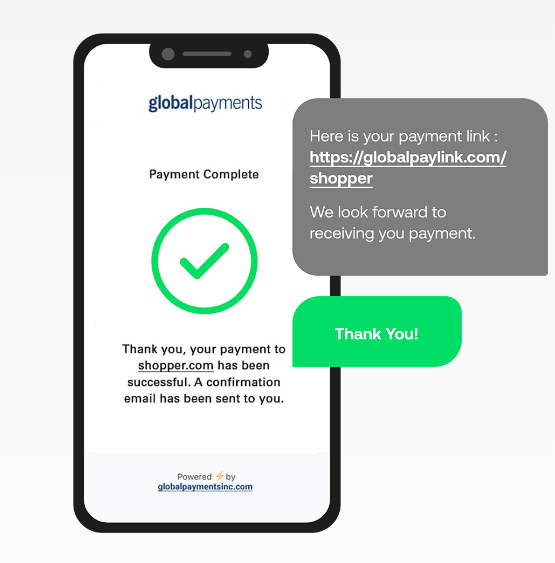 globalpayments
Payment Complete
Thank you, your payment to
shopper.com has been
successful. A confirmation
email has been sent to you.
Powered ⚡by
globalpaymentsinc.com
Here is your payment link :
https://globalpaylink.com/
shopper
We look forward to
receiving you payment.
Thank You!